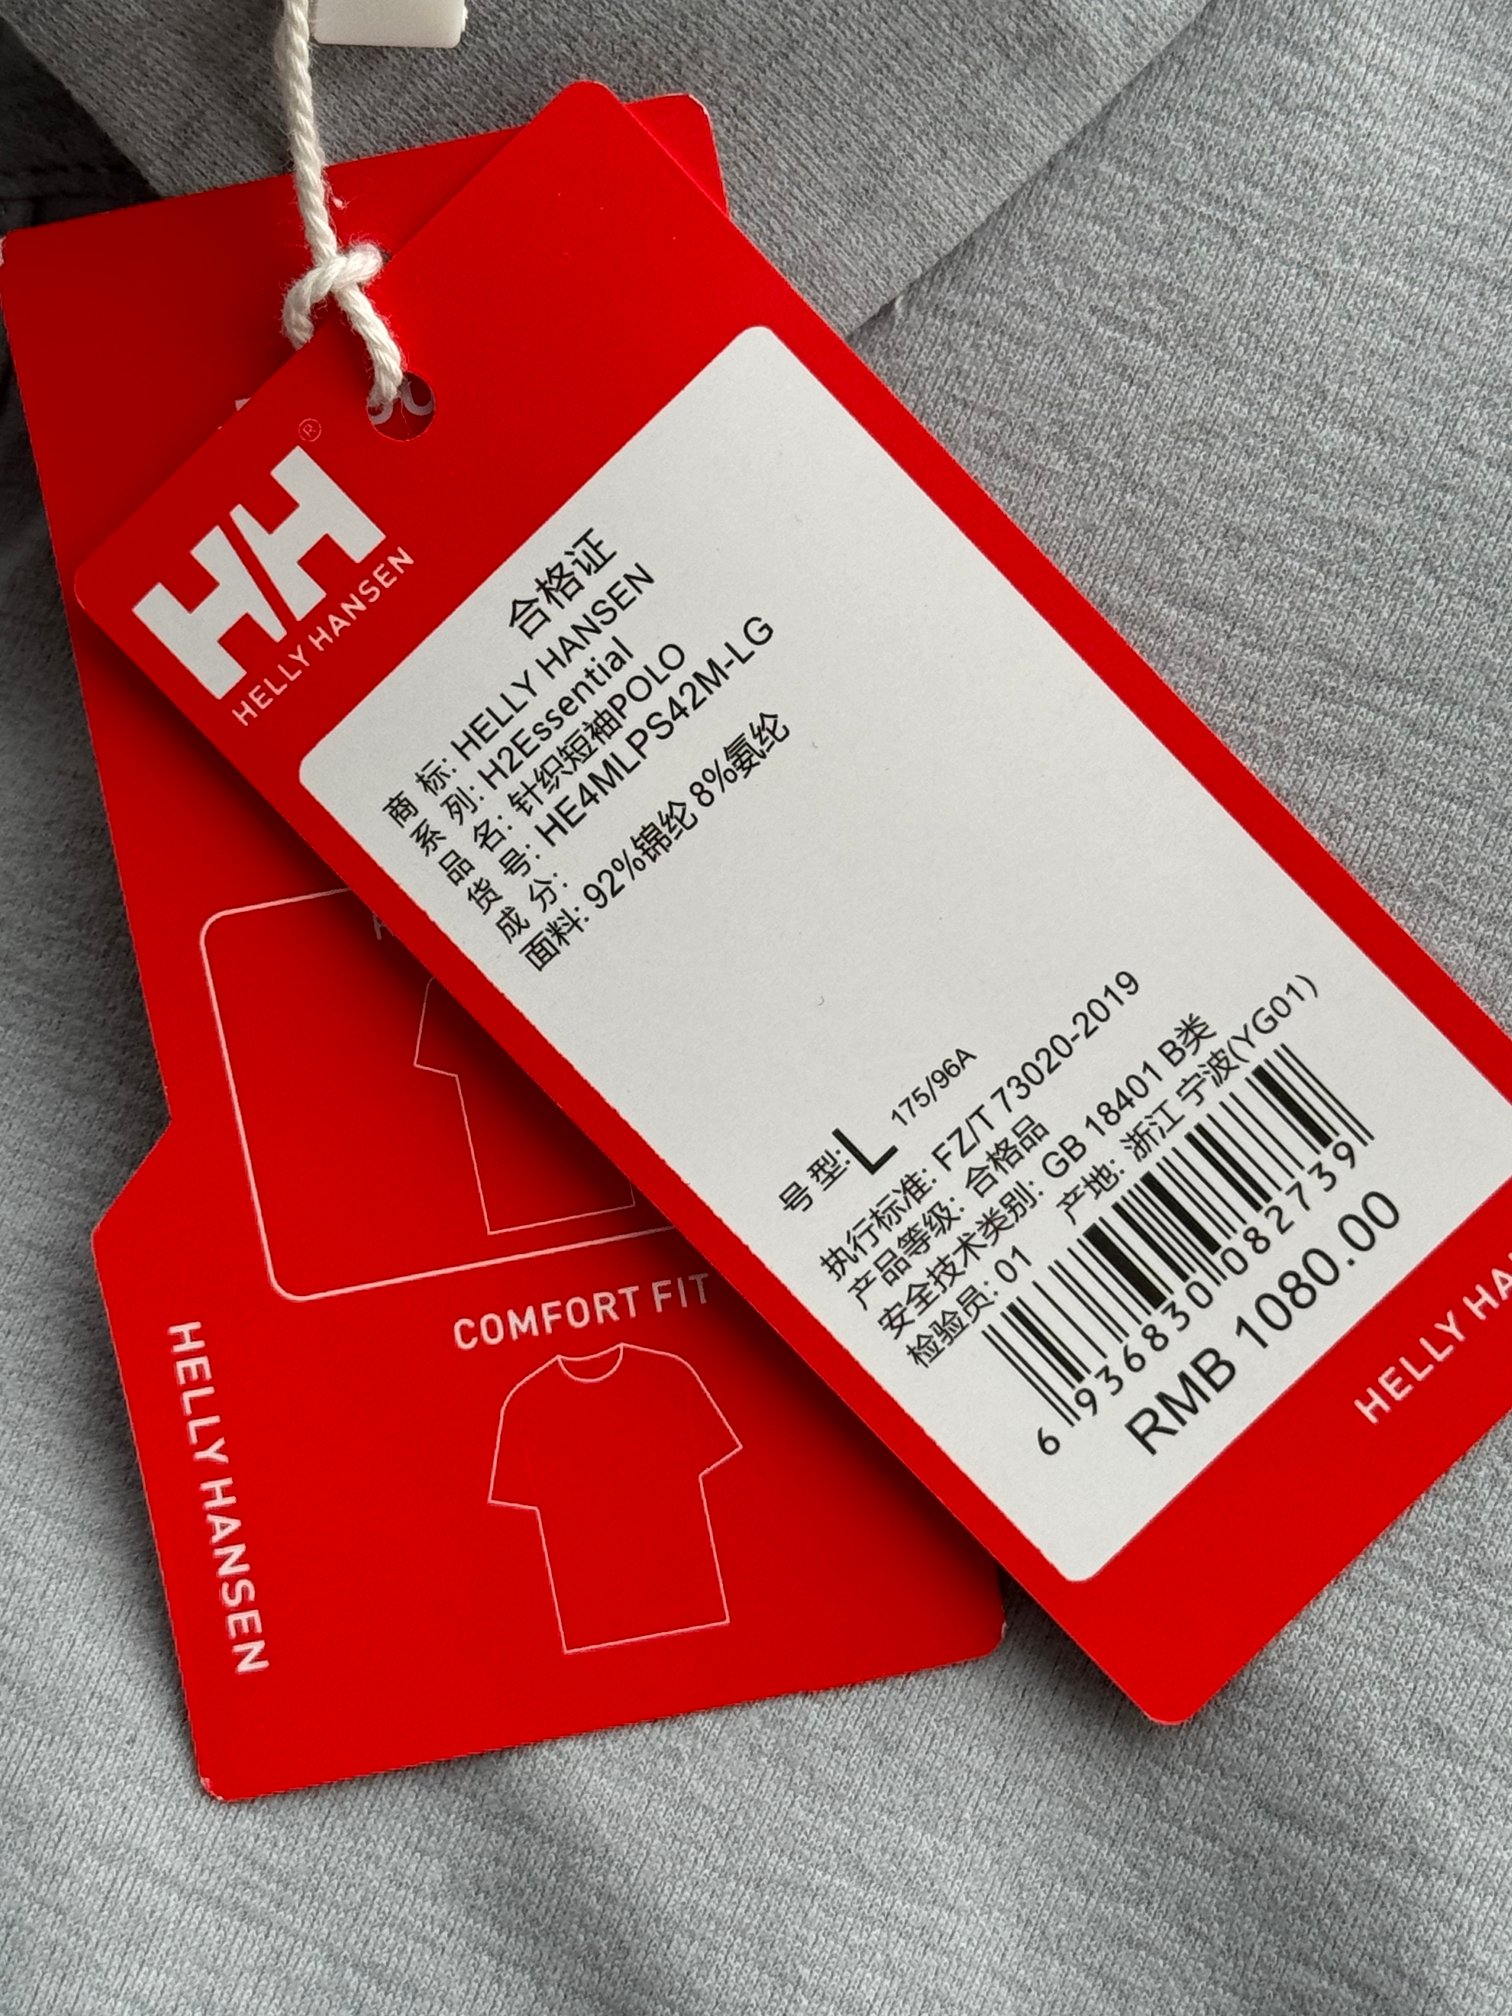 HH®
HELLY HANSEN
合格证
商 标: HELLY HANSEN
系 列: H2Essential
品 名: 针织短袖POLO
货 号: HE4MLPS42M-LG
成 分:
面料: 92%锦纶 8%氨纶
号 型: L 175/96A
执行标准: FZ/T 73020-2019
产品等级: 合格品
安全技术类别: GB 18401 B类
检验员: 01 产地: 浙江 宁波(YG01)
6 936830 082739
RMB 1080.00
HELLY HA
COMFORT FIT
HELLY HANSEN